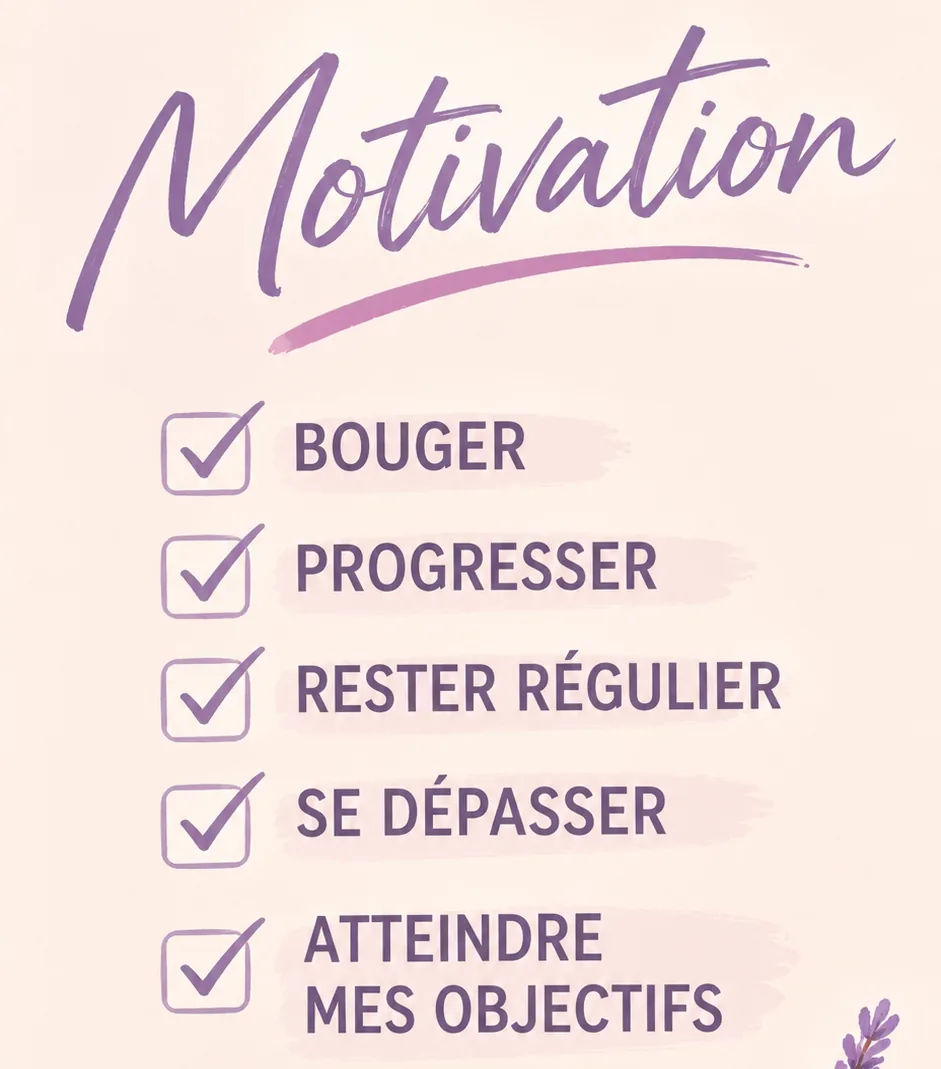 Motivation
BOUGER
PROGRESSER
RESTER RÉGULIER
SE DÉPASSER
ATTEINDRE
MES OBJECTIFS